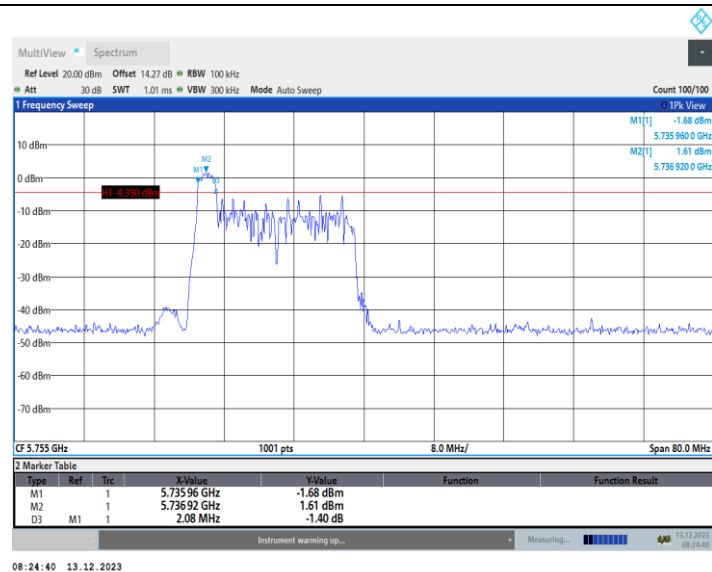 MultiView Spectrum
Ref Level 20.00 dBm Offset 14.27 dB RBW 100 kHz
Att 30 dB SWT 1.01 ms VBW 300 kHz Mode Auto Sweep Count 100/100
1 Frequency Sweep 1Pk View
M1[1] -1.68 dBm
5.735 960 0 GHz
M2[1] 1.61 dBm
5.736 920 0 GHz
10 dBm
M2
M1
0 dBm
D3
H1 -4.390 dBm
-10 dBm
-20 dBm
-30 dBm
-40 dBm
-50 dBm
-60 dBm
-70 dBm
CF 5.755 GHz 1001 pts 8.0 MHz/ Span 80.0 MHz
2 Marker Table
Type Ref Trc X-Value Y-Value Function Function Result
M1 1 5.735 96 GHz -1.68 dBm
M2 1 5.736 92 GHz 1.61 dBm
D3 M1 1 2.08 MHz -1.40 dB
Instrument warming up... Measuring... 13.12.2023
08:24:40
08:24:40 13.12.2023